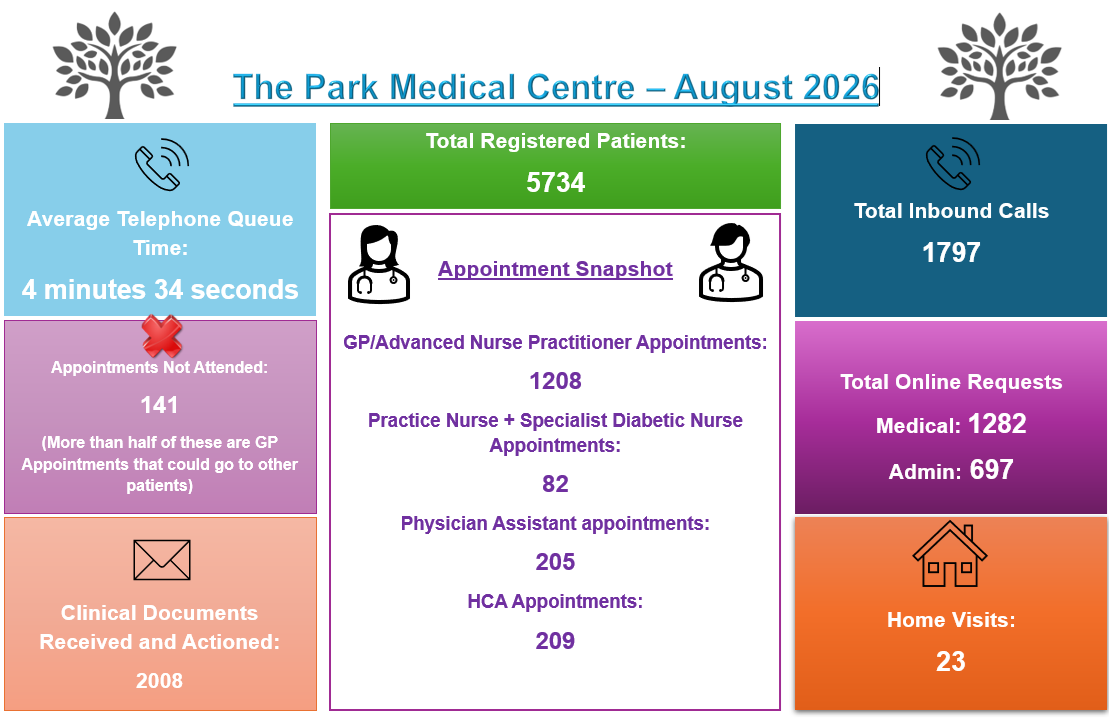 The Park Medical Centre – August 2026
Average Telephone Queue
Time:
4 minutes 34 seconds
Appointments Not Attended:
141
(More than half of these are GP
Appointments that could go to other
patients)
Clinical Documents
Received and Actioned:
2008
Total Registered Patients:
5734
Appointment Snapshot
GP/Advanced Nurse Practitioner Appointments:
1208
Practice Nurse + Specialist Diabetic Nurse
Appointments:
82
Physician Assistant appointments:
205
HCA Appointments:
209
Total Inbound Calls
1797
Total Online Requests
Medical: 1282
Admin: 697
Home Visits:
23